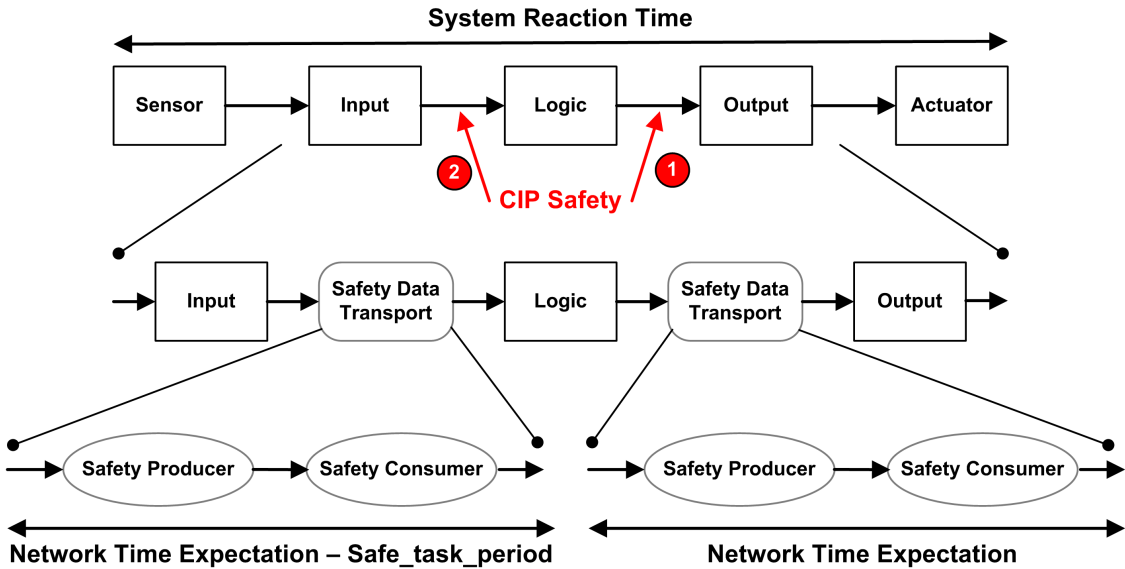 System Reaction Time
Sensor
Input
Logic
Output
Actuator
2
1
CIP Safety
Input
Safety Data
Transport
Logic
Safety Data
Transport
Output
Safety Producer
Safety Consumer
Safety Producer
Safety Consumer
Network Time Expectation – Safe_task_period
Network Time Expectation